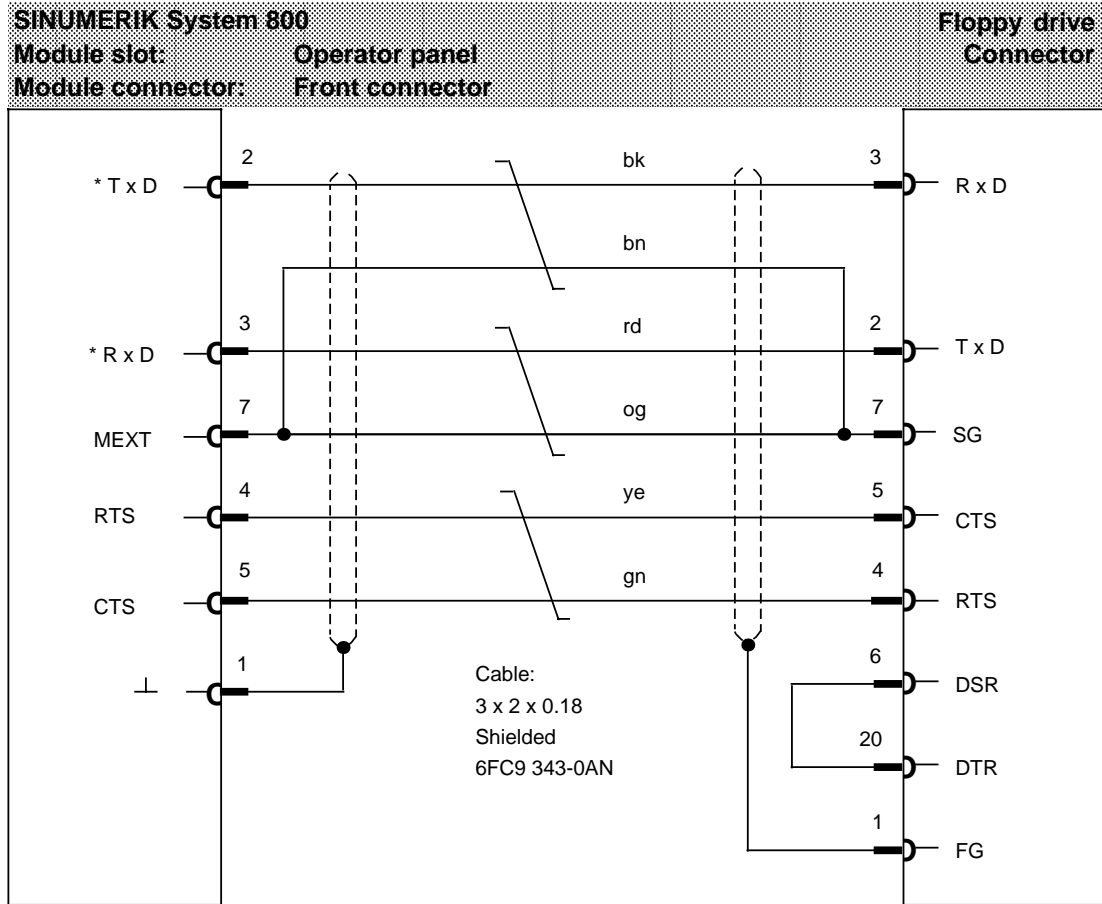 SINUMERIK System 800
Floppy drive
Module slot: Operator panel
Connector
Module connector: Front connector
2
bk
3
* T x D
R x D
bn
3
rd
2
* R x D
T x D
7
og
7
MEXT
SG
4
ye
5
RTS
CTS
5
gn
4
CTS
RTS
1
6
Cable:
DSR
3 x 2 x 0.18
Shielded
20
6FC9 343-0AN
DTR
1
FG